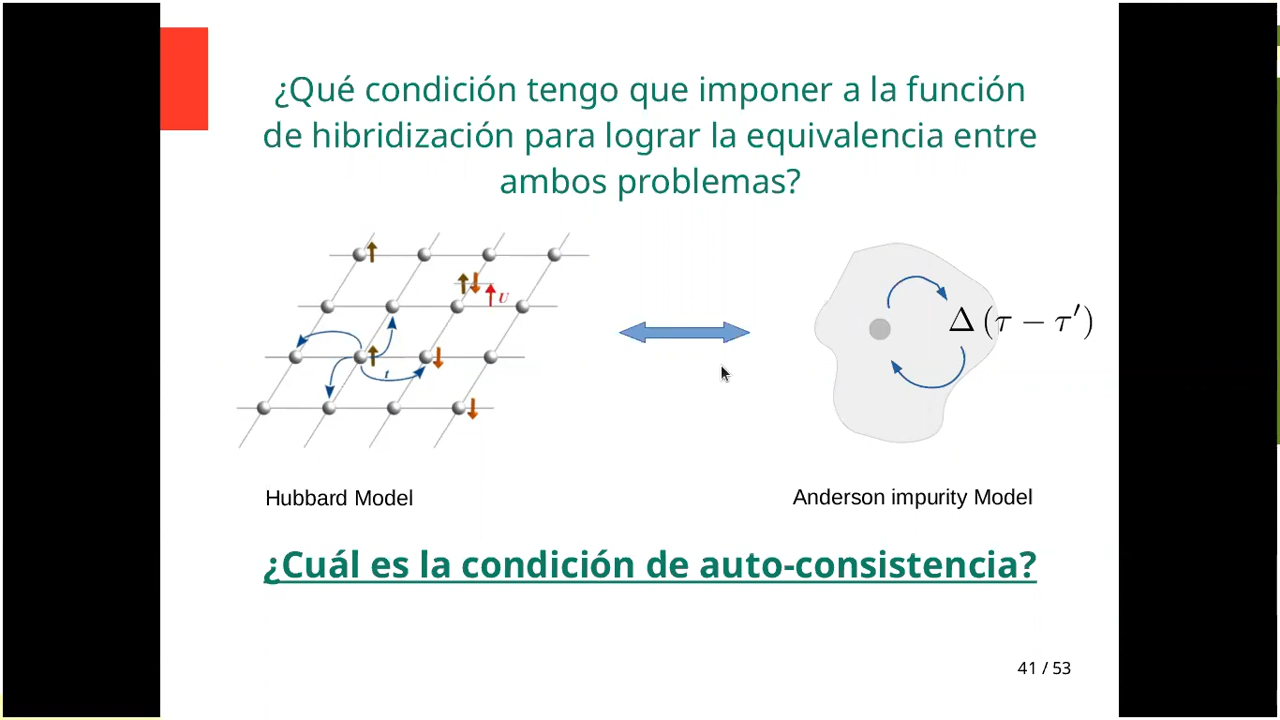 ¿Qué condición tengo que imponer a la función
de hibridización para lograr la equivalencia entre
ambos problemas?
U
t
Δ (τ − τ′)
Hubbard Model
Anderson impurity Model
¿Cuál es la condición de auto-consistencia?
41 / 53